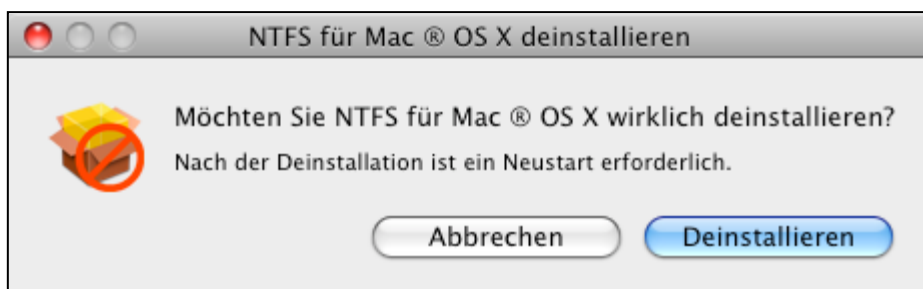 NTFS für Mac ® OS X deinstallieren
Möchten Sie NTFS für Mac ® OS X wirklich deinstallieren?
Nach der Deinstallation ist ein Neustart erforderlich.
Abbrechen
Deinstallieren